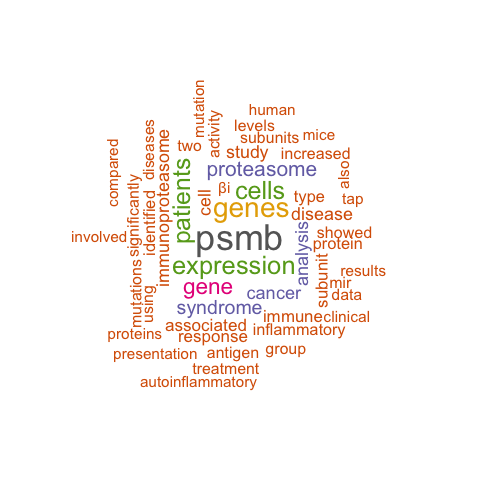 mutation
human
activity
levels
subunits
mice
compared
diseases
two
study
increased
also
immunoproteasome
patients
proteasome
significantly
identified
cell
βi
cells
type
tap
genes
disease
involved
psmb
analysis
showed
protein
expression
subunit
results
mutations
using
gene
cancer
mir
data
syndrome
immune
clinical
proteins
associated
response
inflammatory
presentation
antigen
group
treatment
autoinflammatory